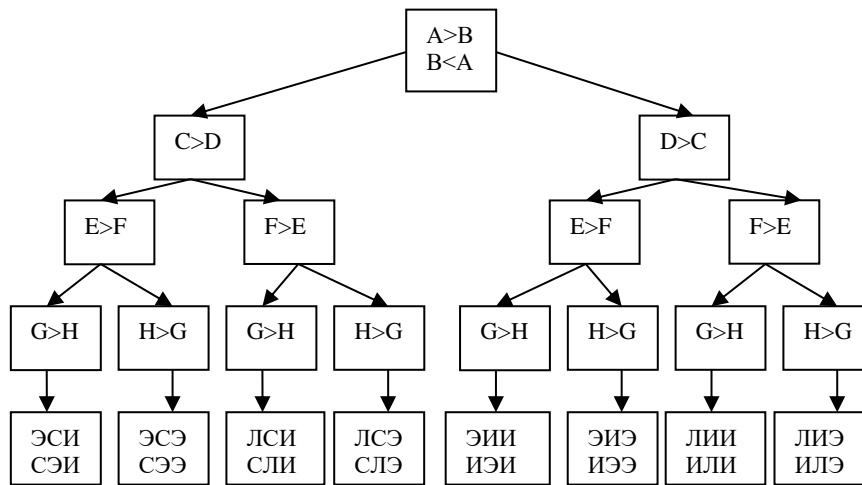 A>B
B<A
C>D
D>C
E>F
F>E
E>F
F>E
G>H
H>G
G>H
H>G
G>H
H>G
G>H
H>G
ЭСИ
СЭИ
ЭСЭ
СЭЭ
ЛСИ
СЛИ
ЛСЭ
СЛЭ
ЭИИ
ИЭИ
ЭИЭ
ИЭЭ
ЛИИ
ИЛИ
ЛИЭ
ИЛЭ